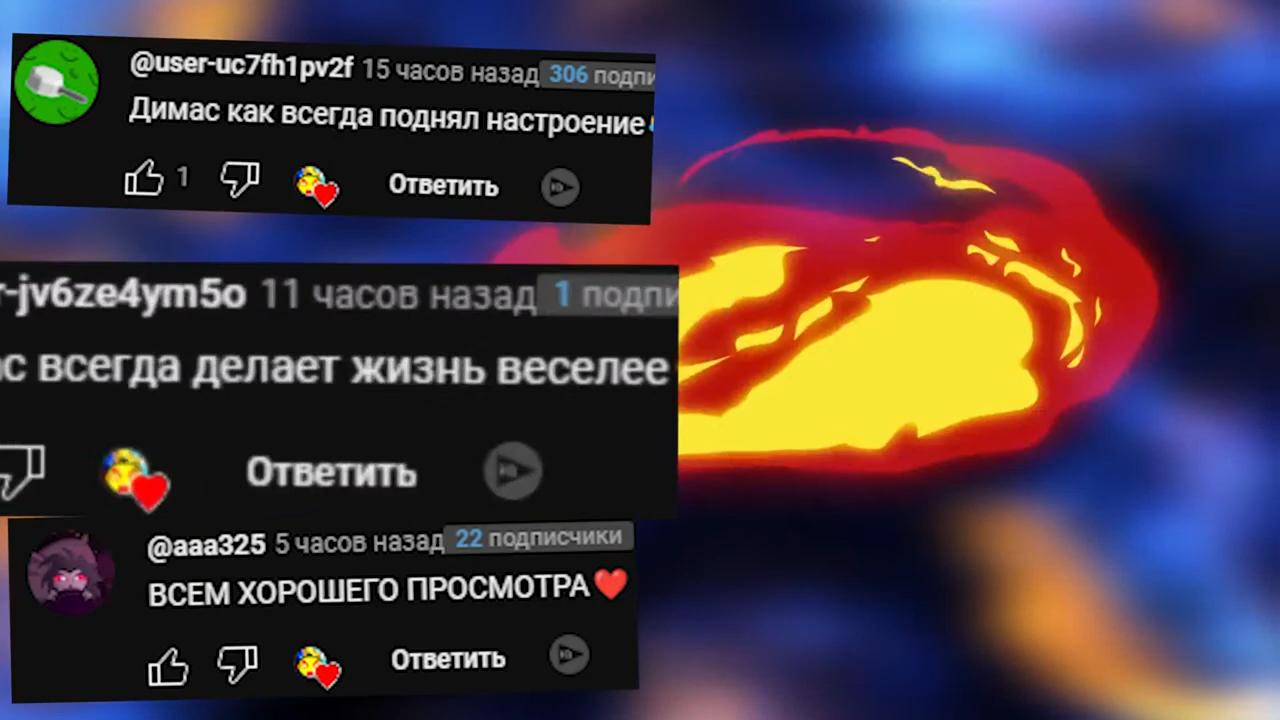 @user-uc7fh1pv2f 15 часов назад 306 подпи
Димас как всегда поднял настроение
1
Ответить
r-jv6ze4ym5o 11 часов назад 1 подпи
ас всегда делает жизнь веселее
Ответить
@aaa325 5 часов назад 22 подписчики
ВСЕМ ХОРОШЕГО ПРОСМОТРА❤️
Ответить